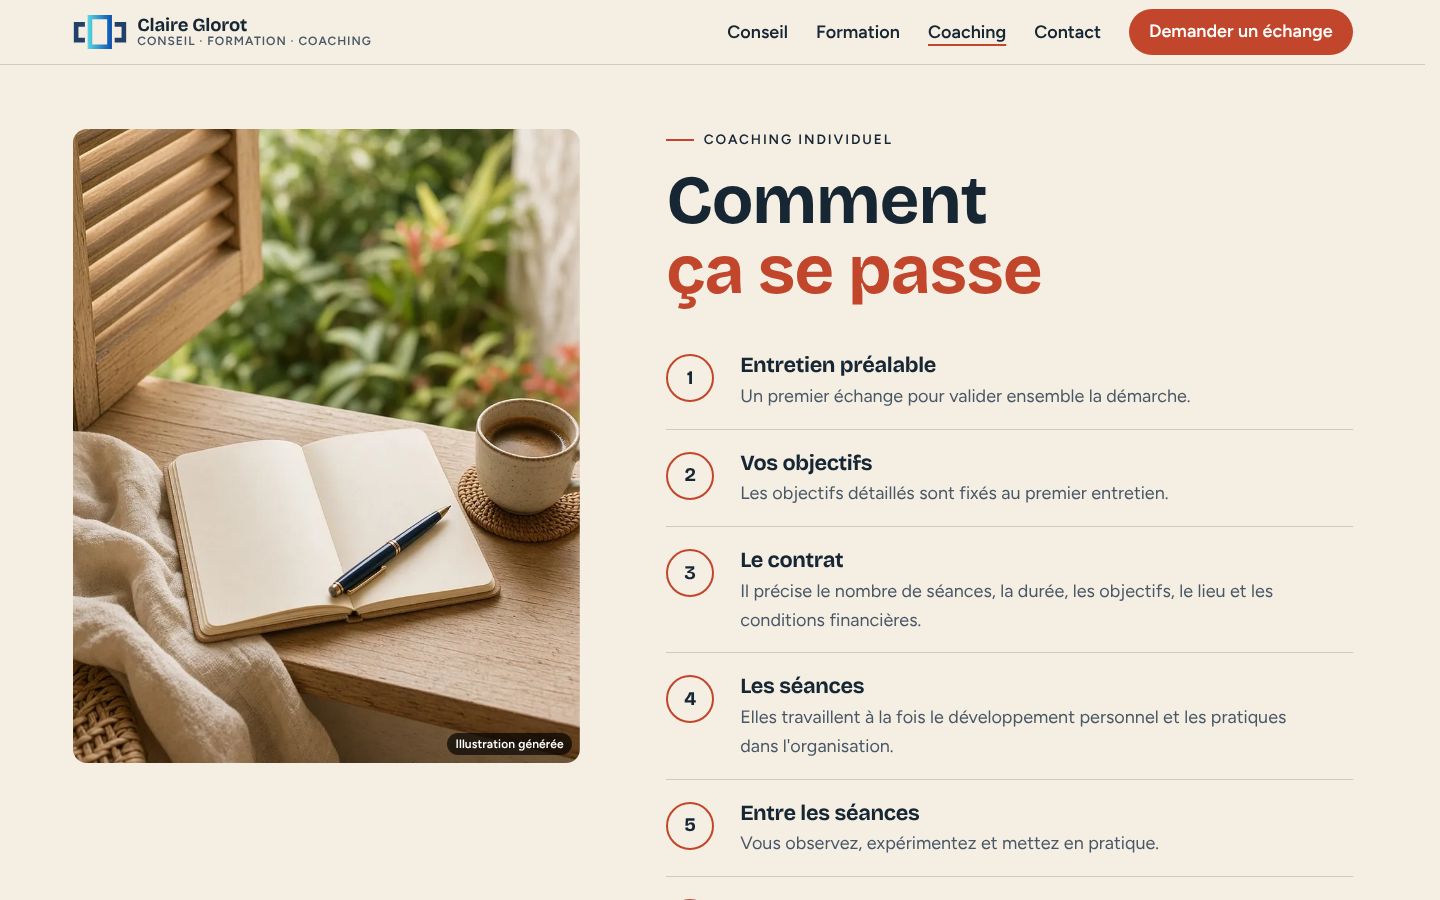 Claire Glorot
CONSEIL · FORMATION · COACHING
Conseil
Formation
Coaching
Contact
Demander un échange
Illustration générée
COACHING INDIVIDUEL
Comment
ça se passe
1
Entretien préalable
Un premier échange pour valider ensemble la démarche.
2
Vos objectifs
Les objectifs détaillés sont fixés au premier entretien.
3
Le contrat
Il précise le nombre de séances, la durée, les objectifs, le lieu et les
conditions financières.
4
Les séances
Elles travaillent à la fois le développement personnel et les pratiques
dans l'organisation.
5
Entre les séances
Vous observez, expérimentez et mettez en pratique.